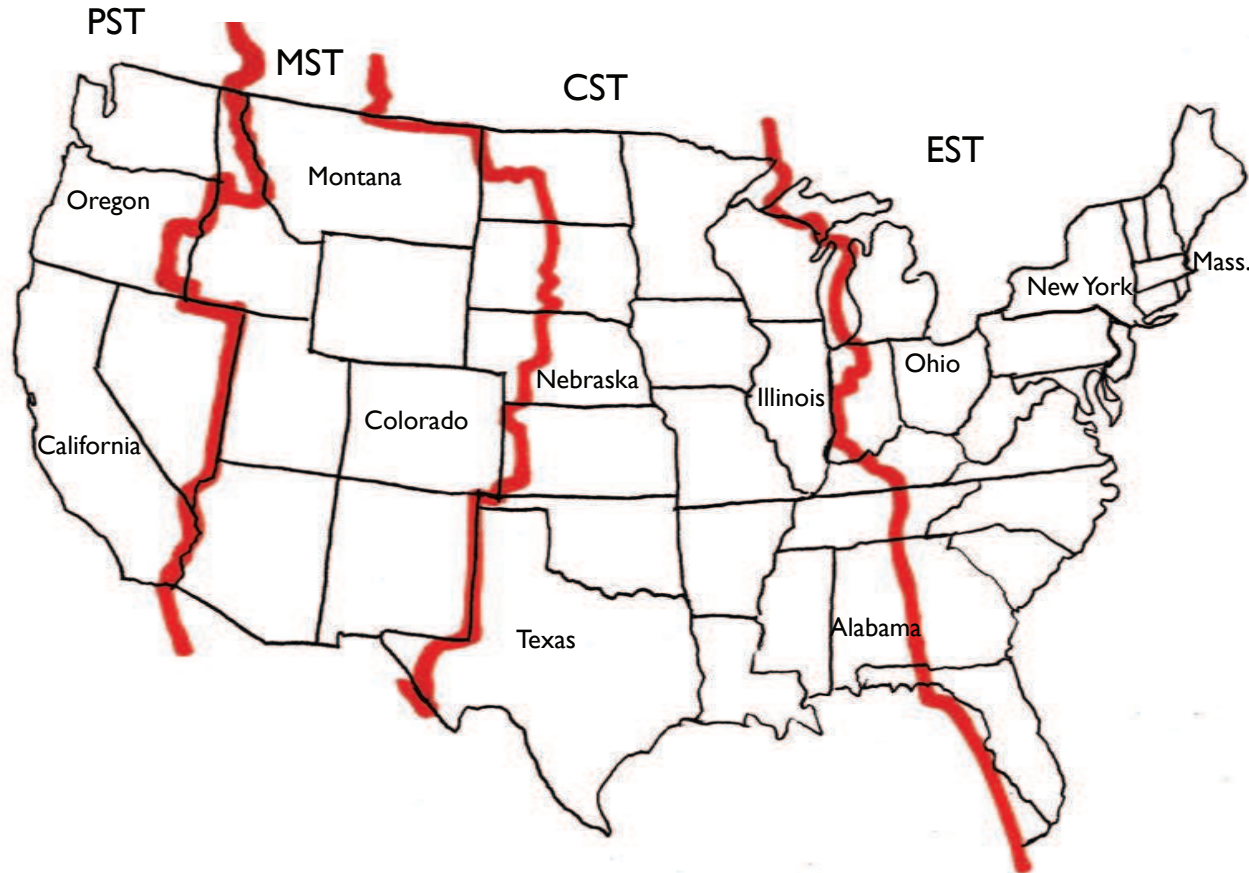 PST
MST
CST
EST
Montana
Oregon
Mass.
New York
Ohio
Nebraska
Illinois
Colorado
California
Alabama
Texas